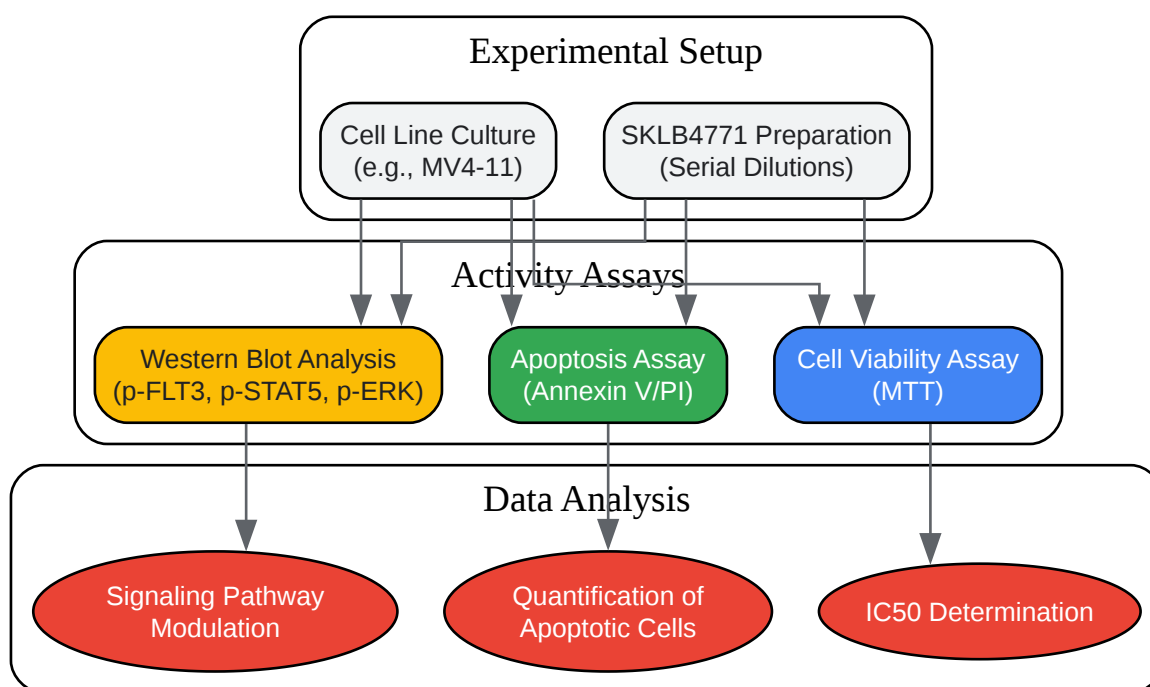 Experimental Setup
Cell Line Culture
(e.g., MV4-11)
SKLB4771 Preparation
(Serial Dilutions)
Activity Assays
Western Blot Analysis
(p-FLT3, p-STAT5, p-ERK)
Apoptosis Assay
(Annexin V/PI)
Cell Viability Assay
(MTT)
Data Analysis
Signaling Pathway
Modulation
Quantification of
Apoptotic Cells
IC50 Determination